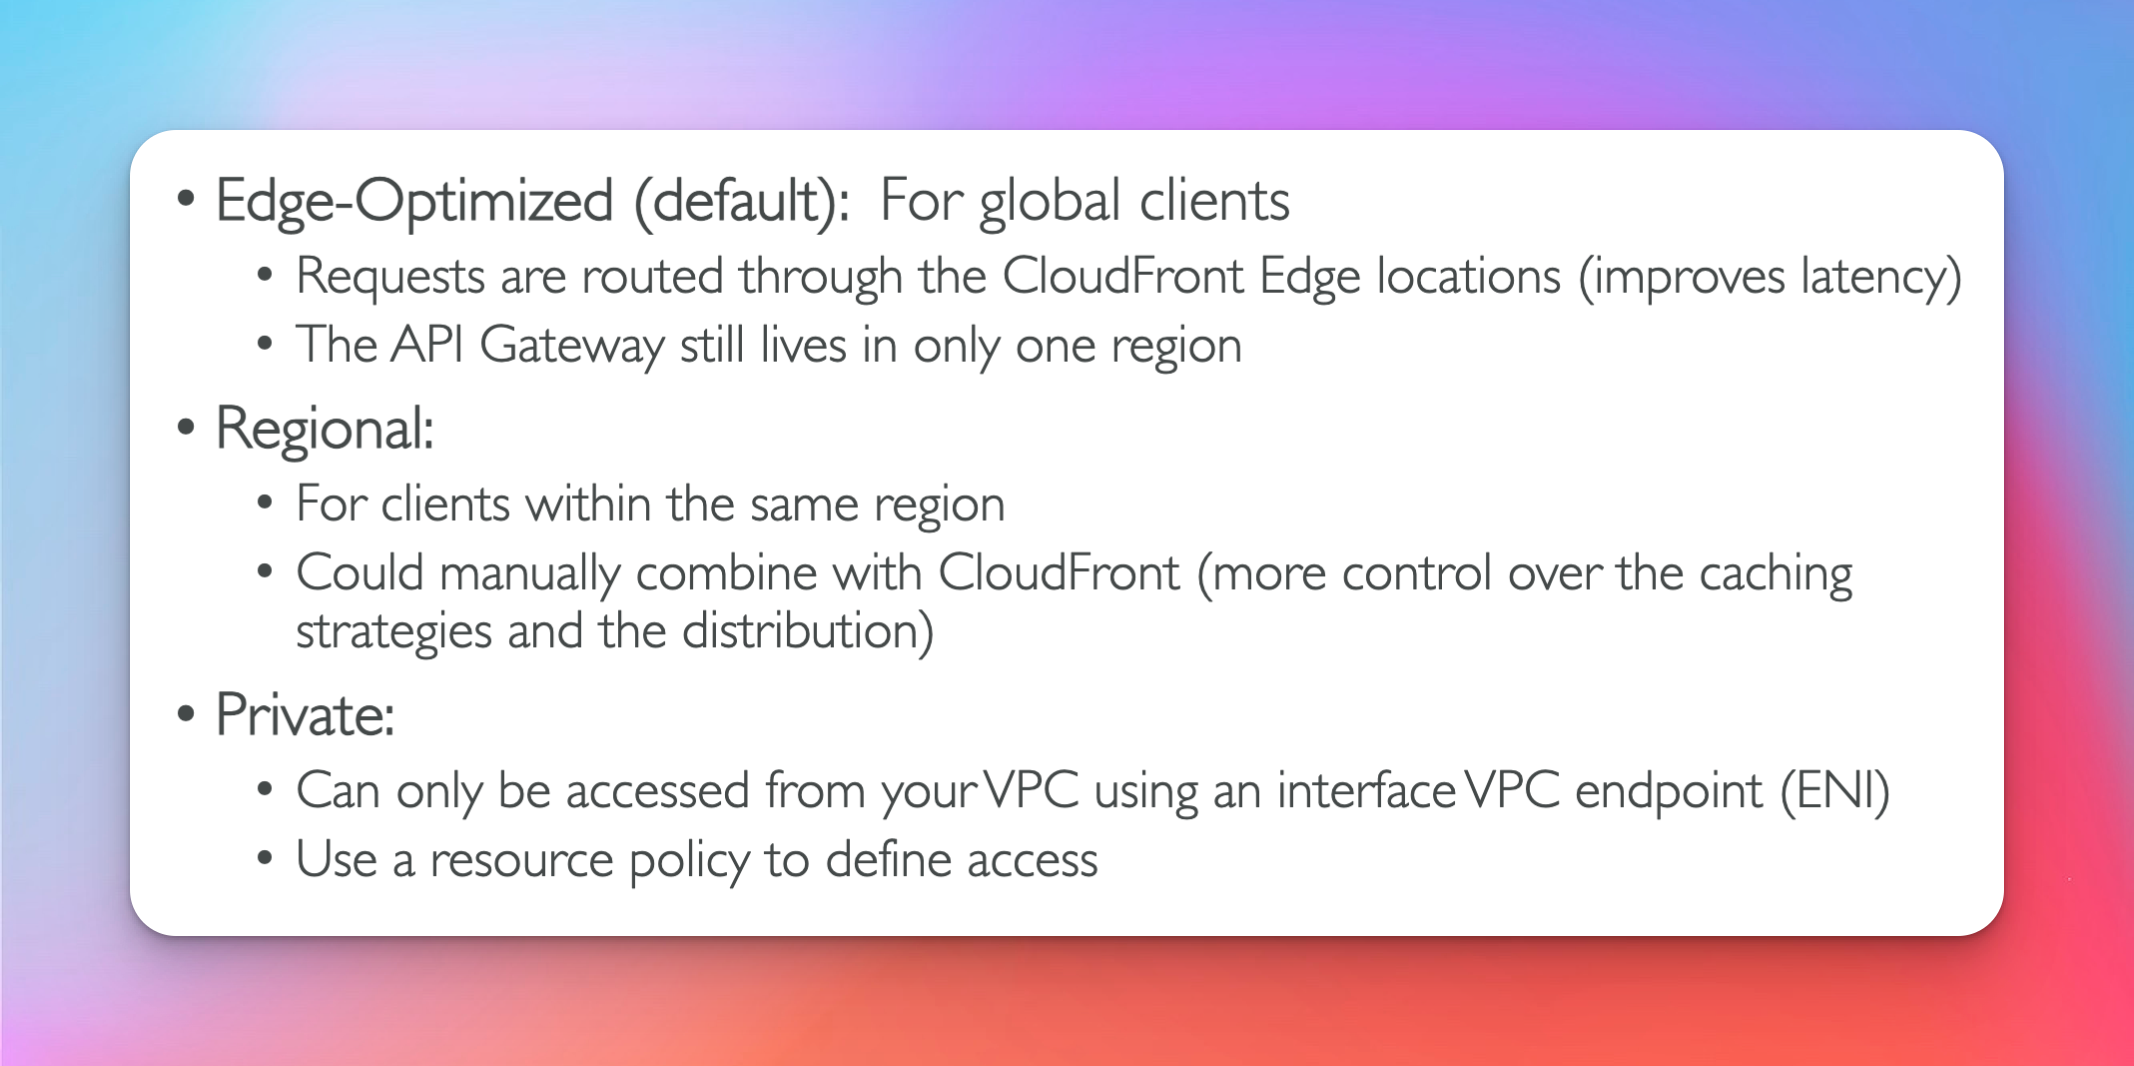 • Edge-Optimized (default): For global clients
• Requests are routed through the CloudFront Edge locations (improves latency)
• The API Gateway still lives in only one region
• Regional:
• For clients within the same region
• Could manually combine with CloudFront (more control over the caching
strategies and the distribution)
• Private:
• Can only be accessed from your VPC using an interface VPC endpoint (ENI)
• Use a resource policy to define access